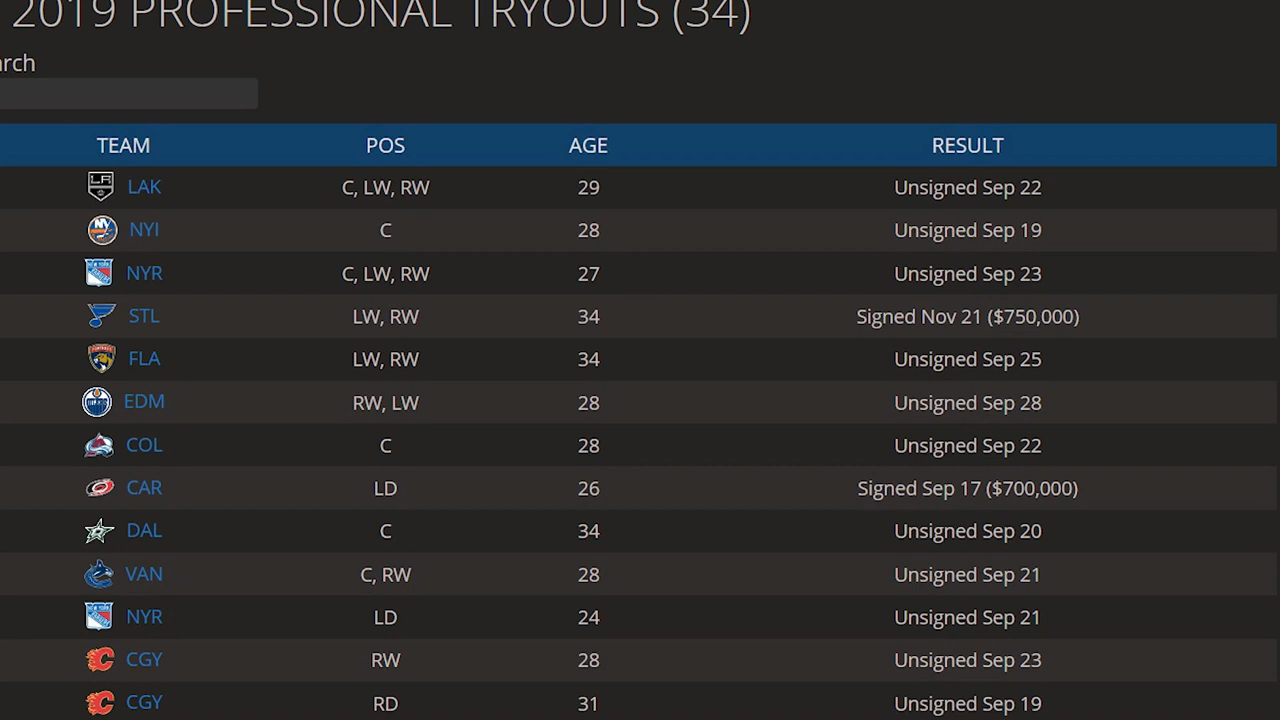 2019 PROFESSIONAL TRYOUTS (34)
arch
TEAM POS AGE RESULT
LAK C, LW, RW 29 Unsigned Sep 22
NYI C 28 Unsigned Sep 19
NYR C, LW, RW 27 Unsigned Sep 23
STL LW, RW 34 Signed Nov 21 ($750,000)
FLA LW, RW 34 Unsigned Sep 25
EDM RW, LW 28 Unsigned Sep 28
COL C 28 Unsigned Sep 22
CAR LD 26 Signed Sep 17 ($700,000)
DAL C 34 Unsigned Sep 20
VAN C, RW 28 Unsigned Sep 21
NYR LD 24 Unsigned Sep 21
CGY RW 28 Unsigned Sep 23
CGY RD 31 Unsigned Sep 19